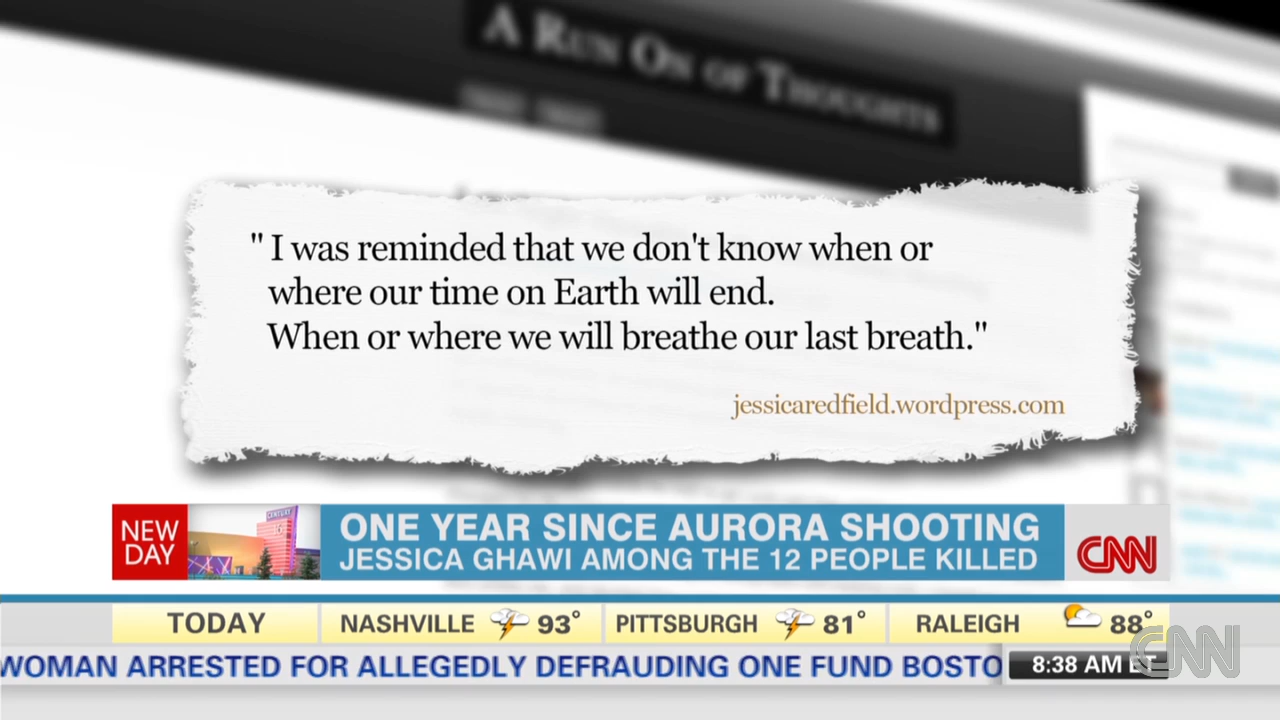 A RUN ON OF THOUGHTS
" I was reminded that we don't know when or
where our time on Earth will end.
When or where we will breathe our last breath."
jessicaredfield.wordpress.com
NEW
DAY
CENTURY
ONE YEAR SINCE AURORA SHOOTING
JESSICA GHAWI AMONG THE 12 PEOPLE KILLED
CNN
TODAY
NASHVILLE 93°
PITTSBURGH 81°
RALEIGH 88°
WOMAN ARRESTED FOR ALLEGEDLY DEFRAUDING ONE FUND BOSTO
8:38 AM ET
CNN